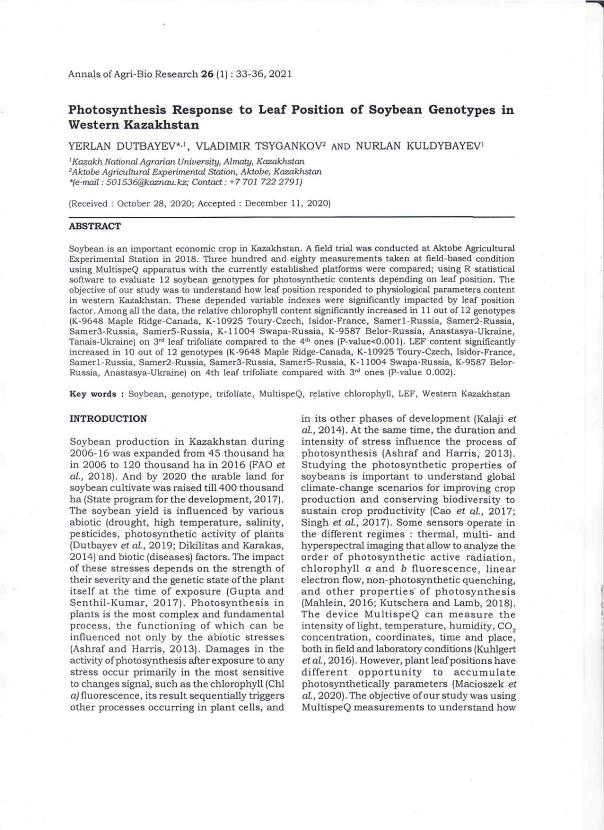 Annals of Agri-Bio Research 26 (1) : 33-36, 2021
Photosynthesis Response to Leaf Position of Soybean Genotypes in
Western Kazakhstan
YERLAN DUTBAYEV*,1, VLADIMIR TSYGANKOV2 AND NURLAN KULDYBAYEV1
1Kazakh National Agrarian University, Almaty, Kazakhstan
2Aktobe Agricultural Experimental Station, Aktobe, Kazakhstan
*(e-mail : 501536@kaznau.kz; Contact : +7 701 722 2791)
(Received : October 28, 2020; Accepted : December 11, 2020)
ABSTRACT
Soybean is an important economic crop in Kazakhstan. A field trial was conducted at Aktobe Agricultural
Experimental Station in 2018. Three hundred and eighty measurements taken at field-based condition
using MultispeQ apparatus with the currently established platforms were compared; using R statistical
software to evaluate 12 soybean genotypes for photosynthetic contents depending on leaf position. The
objective of our study was to understand how leaf position responded to physiological parameters content
in western Kazakhstan. These depended variable indexes were significantly impacted by leaf position
factor. Among all the data, the relative chlorophyll content significantly increased in 11 out of 12 genotypes
(K-9648 Maple Ridge-Canada, K-10925 Toury-Czech, Isidor-France, Samer1-Russia, Samer2-Russia,
Samer3-Russia, Samer5-Russia, K-11004 Swapa-Russia, K-9587 Belor-Russia, Anastasya-Ukraine,
Tanais-Ukraine) on 3rd leaf trifoliate compared to the 4th ones (P-value<0.001). LEF content significantly
increased in 10 out of 12 genotypes (K-9648 Maple Ridge-Canada, K-10925 Toury-Czech, Isidor-France,
Samer1-Russia, Samer2-Russia, Samer3-Russia, Samer5-Russia, K-11004 Swapa-Russia, K-9587 Belor-
Russia, Anastasya-Ukraine) on 4th leaf trifoliate compared with 3rd ones (P-value 0.002).
Key words : Soybean, genotype, trifoliate, MultispeQ, relative chlorophyll, LEF, Western Kazakhstan
INTRODUCTION
Soybean production in Kazakhstan during
2006-16 was expanded from 45 thousand ha
in 2006 to 120 thousand ha in 2016 (FAO et
al., 2018). And by 2020 the arable land for
soybean cultivate was raised till 400 thousand
ha (State program for the development, 2017).
The soybean yield is influenced by various
abiotic (drought, high temperature, salinity,
pesticides, photosynthetic activity of plants
(Dutbayev et al., 2019; Dikilitas and Karakas,
2014) and biotic (diseases) factors. The impact
of these stresses depends on the strength of
their severity and the genetic state of the plant
itself at the time of exposure (Gupta and
Senthil-Kumar, 2017). Photosynthesis in
plants is the most complex and fundamental
process, the functioning of which can be
influenced not only by the abiotic stresses
(Ashraf and Harris, 2013). Damages in the
activity of photosynthesis after exposure to any
stress occur primarily in the most sensitive
to changes signal, such as the chlorophyll (Chl
a) fluorescence, its result sequentially triggers
other processes occurring in plant cells, and
in its other phases of development (Kalaji et
al., 2014). At the same time, the duration and
intensity of stress influence the process of
photosynthesis (Ashraf and Harris, 2013).
Studying the photosynthetic properties of
soybeans is important to understand global
climate-change scenarios for improving crop
production and conserving biodiversity to
sustain crop productivity (Cao et al., 2017;
Singh et al., 2017). Some sensors operate in
the different regimes : thermal, multi- and
hyperspectral imaging that allow to analyze the
order of photosynthetic active radiation,
chlorophyll a and b fluorescence, linear
electron flow, non-photosynthetic quenching,
and other properties of photosynthesis
(Mahlein, 2016; Kutschera and Lamb, 2018).
The device MultispeQ can measure the
intensity of light, temperature, humidity, CO2
concentration, coordinates, time and place,
both in field and laboratory conditions (Kuhlgert
et al., 2016). However, plant leaf positions have
different opportunity to accumulate
photosynthetically parameters (Macioszek et
al., 2020). The objective of our study was using
MultispeQ measurements to understand how